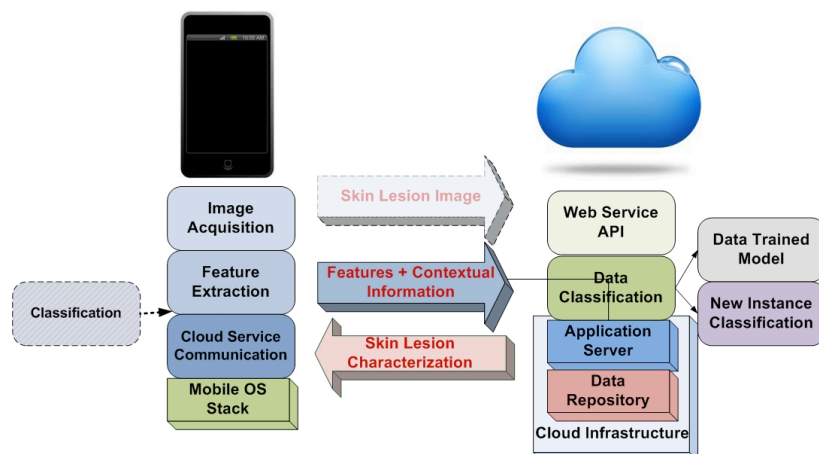 10:00 AM
Image
Acquisition
Feature
Extraction
Cloud Service
Communication
Mobile OS
Stack
Classification
Skin Lesion Image
Features + Contextual
Information
Skin Lesion
Characterization
Web Service
API
Data
Classification
Application
Server
Data
Repository
Cloud Infrastructure
Data Trained
Model
New Instance
Classification